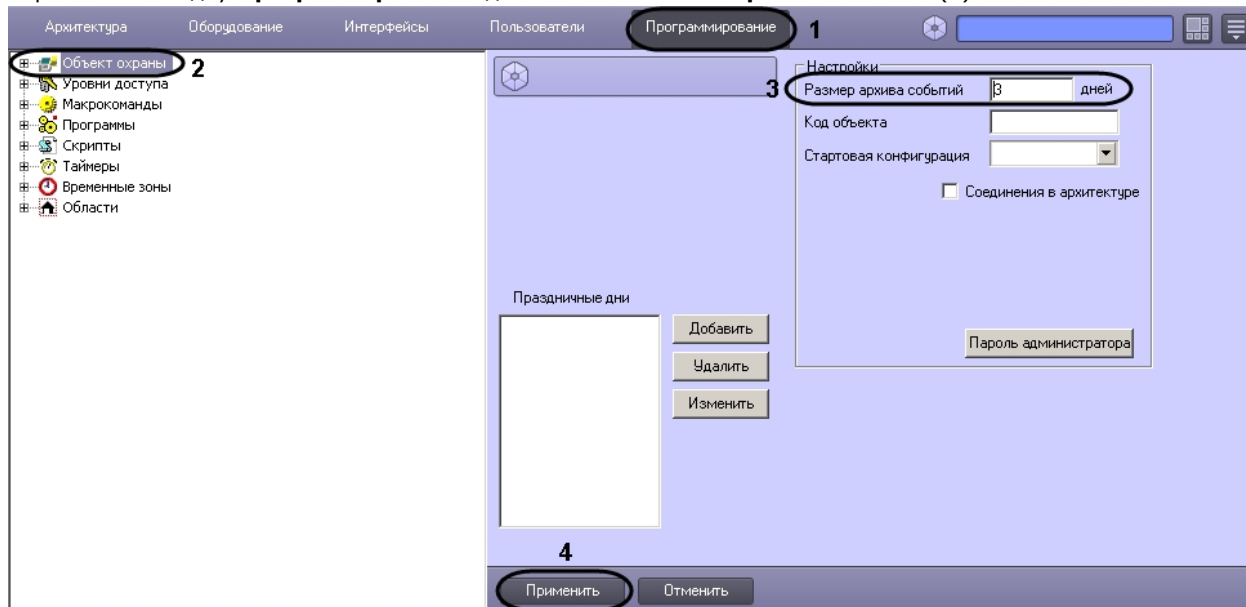 Архитектура Оборудование Интерфейсы Пользователи Программирование 1
Объект охраны 2
Уровни доступа
Макрокоманды
Программы
Скрипты
Таймеры
Временные зоны
Области
Настройки
3 Размер архива событий 3 дней
Код объекта
Стартовая конфигурация
Соединения в архитектуре
Пароль администратора
Праздничные дни
Добавить
Удалить
Изменить
4
Применить Отменить